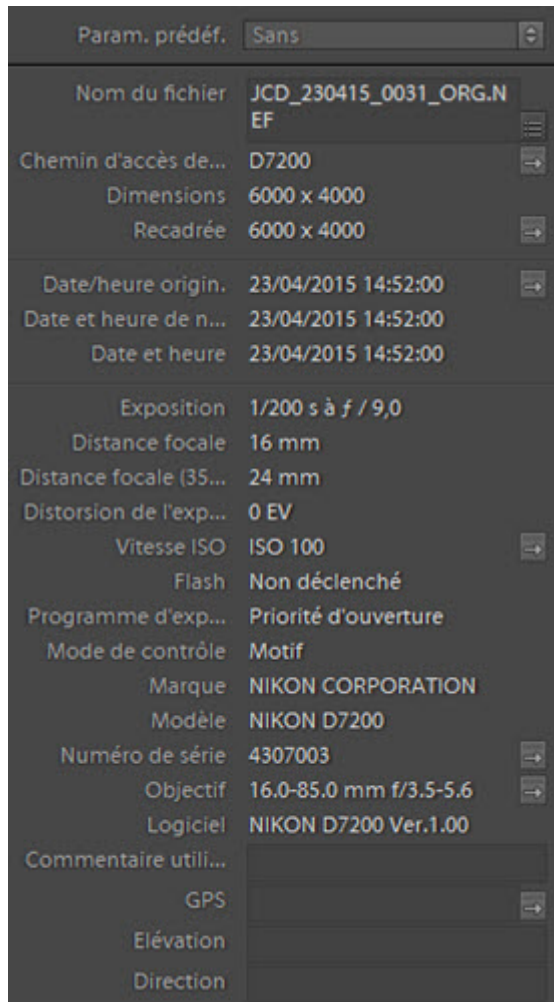 Param. prédéf. Sans
Nom du fichier JCD_230415_0031_ORG.N
EF
Chemin d'accès de... D7200
Dimensions 6000 x 4000
Recadrée 6000 x 4000
Date/heure origin. 23/04/2015 14:52:00
Date et heure de n... 23/04/2015 14:52:00
Date et heure 23/04/2015 14:52:00
Exposition 1/200 s à ƒ / 9,0
Distance focale 16 mm
Distance focale (35... 24 mm
Distorsion de l'exp... 0 EV
Vitesse ISO ISO 100
Flash Non déclenché
Programme d'exp... Priorité d'ouverture
Mode de contrôle Motif
Marque NIKON CORPORATION
Modèle NIKON D7200
Numéro de série 4307003
Objectif 16.0-85.0 mm f/3.5-5.6
Logiciel NIKON D7200 Ver.1.00
Commentaire utili...
GPS
Elévation
Direction